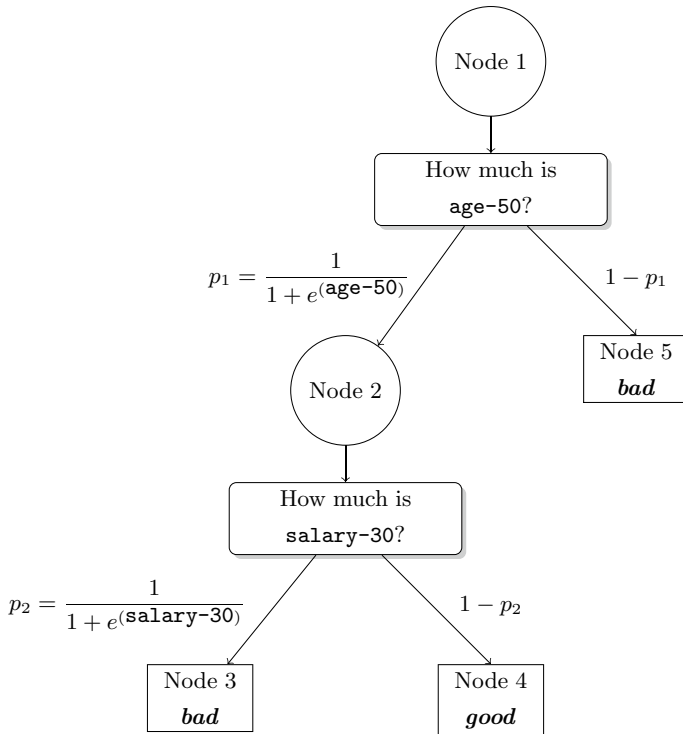 Node 1
How much is
age-50?
p₁ = 1 / (1 + e^(age-50))
1 − p₁
Node 2
Node 5
bad
How much is
salary-30?
p₂ = 1 / (1 + e^(salary-30))
1 − p₂
Node 3
bad
Node 4
good